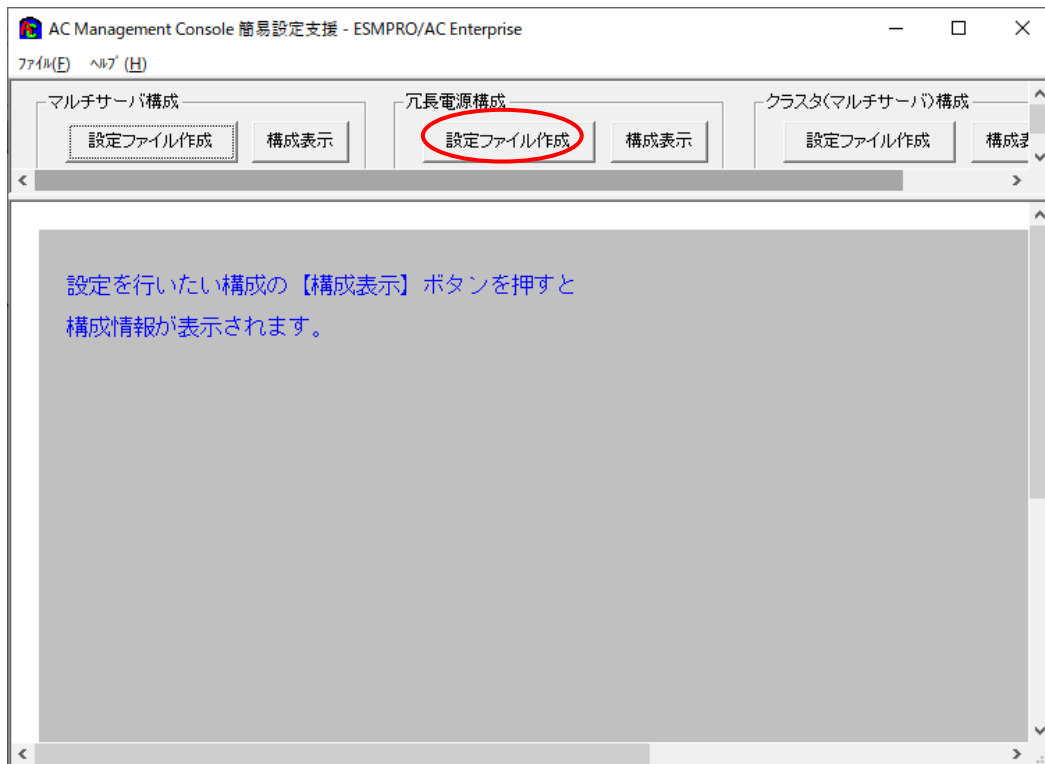 AC Management Console 簡易設定支援 - ESMPRO/AC Enterprise
ﾌｧｲﾙ(F) ﾍﾙﾌﾟ(H)
マルチサーバ構成 冗長電源構成 クラスタ(マルチサーバ)構成
設定ファイル作成 構成表示 設定ファイル作成 構成表示 設定ファイル作成 構成
設定を行いたい構成の【構成表示】ボタンを押すと
構成情報が表示されます。